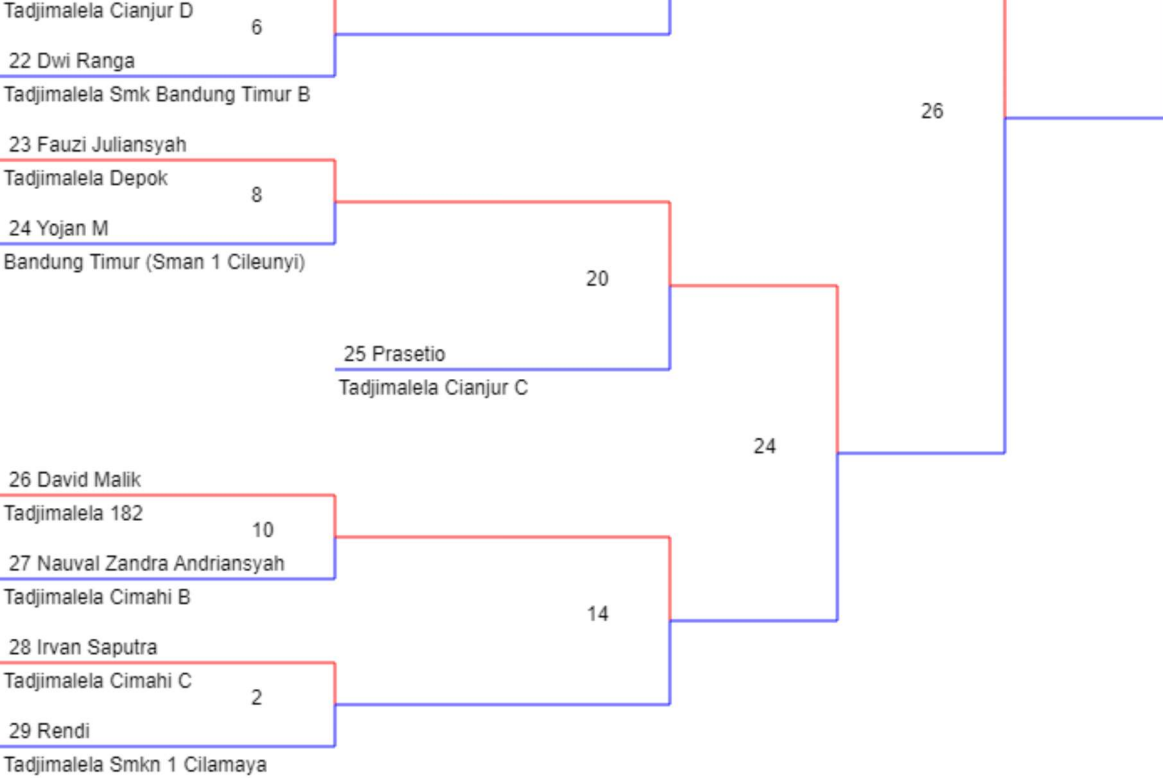 Tadjimalela Cianjur D
6
22 Dwi Ranga
Tadjimalela Smk Bandung Timur B
26
23 Fauzi Juliansyah
Tadjimalela Depok
8
24 Yojan M
Bandung Timur (Sman 1 Cileunyi)
20
25 Prasetio
Tadjimalela Cianjur C
24
26 David Malik
Tadjimalela 182
10
27 Nauval Zandra Andriansyah
Tadjimalela Cimahi B
14
28 Irvan Saputra
Tadjimalela Cimahi C
2
29 Rendi
Tadjimalela Smkn 1 Cilamaya